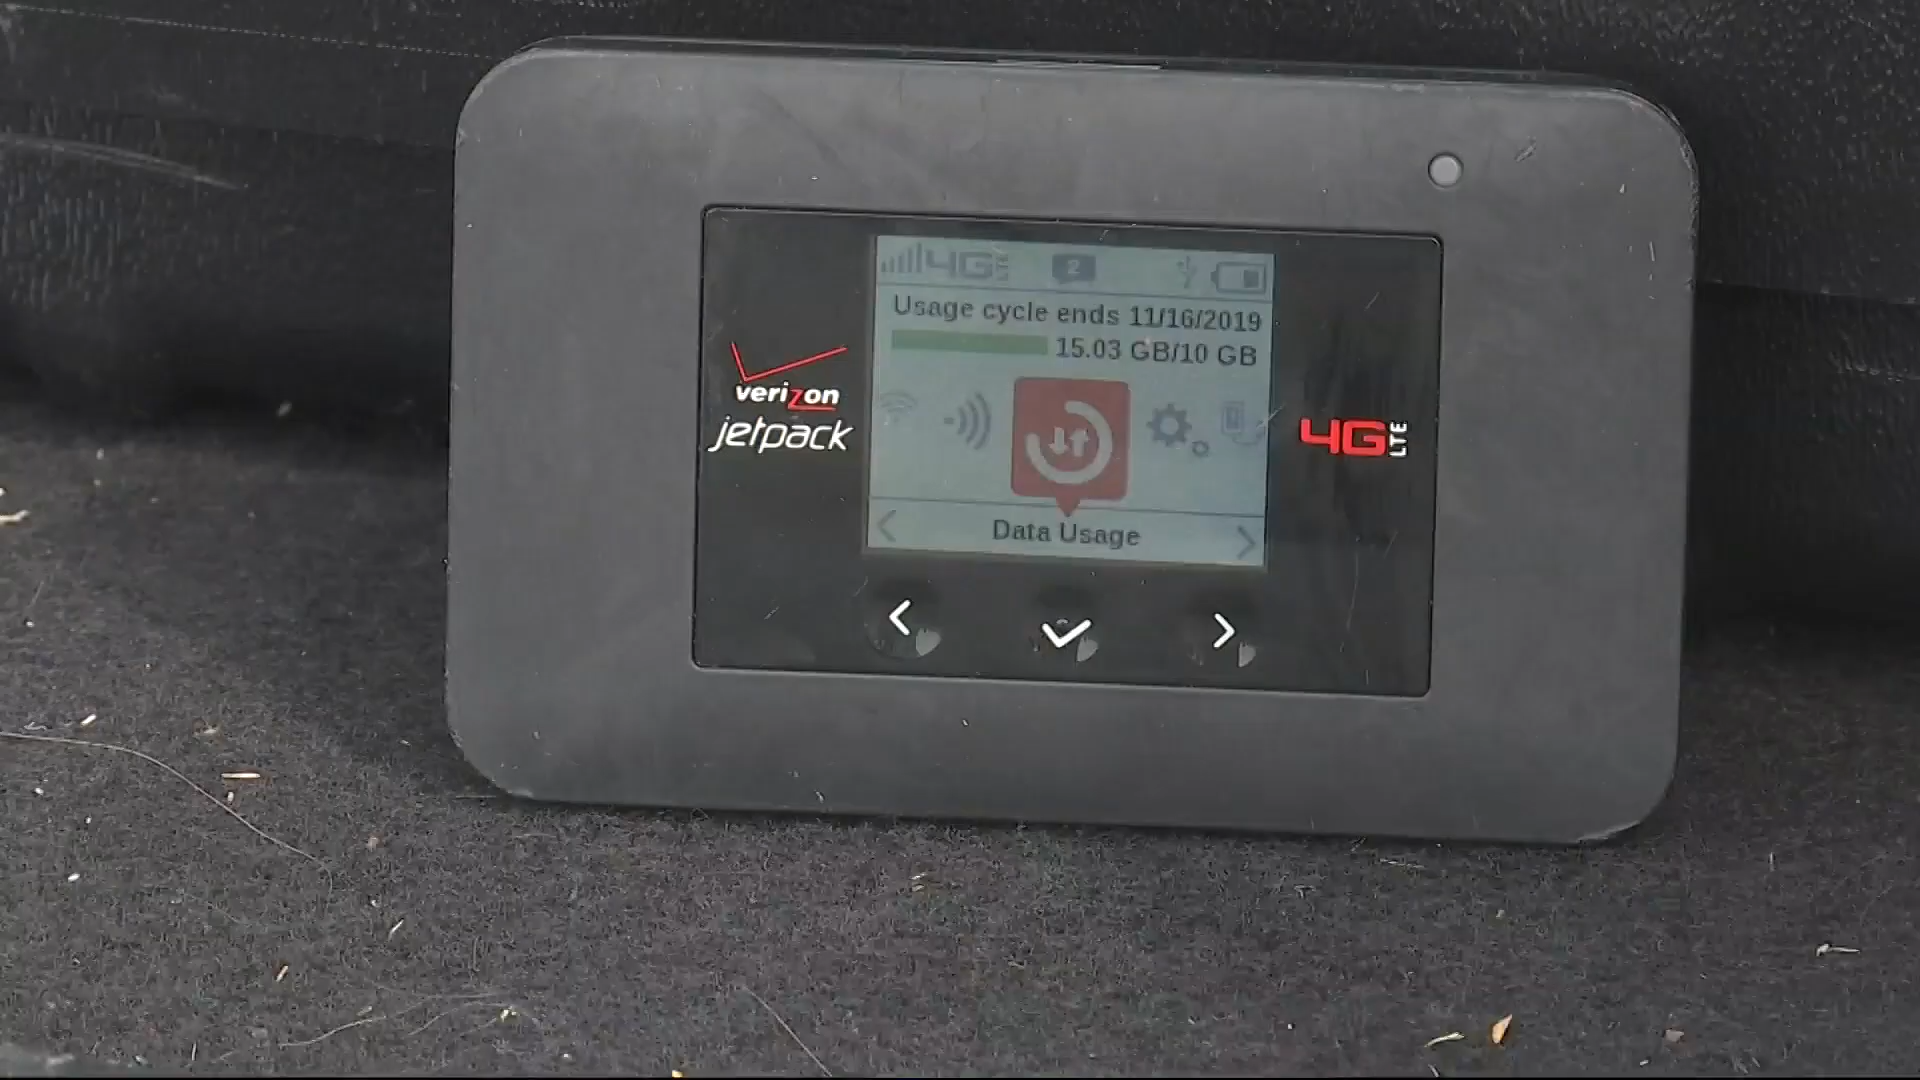 4G LTE 2
Usage cycle ends 11/16/2019
15.03 GB/10 GB
verizon
jetpack
4G LTE
Data Usage